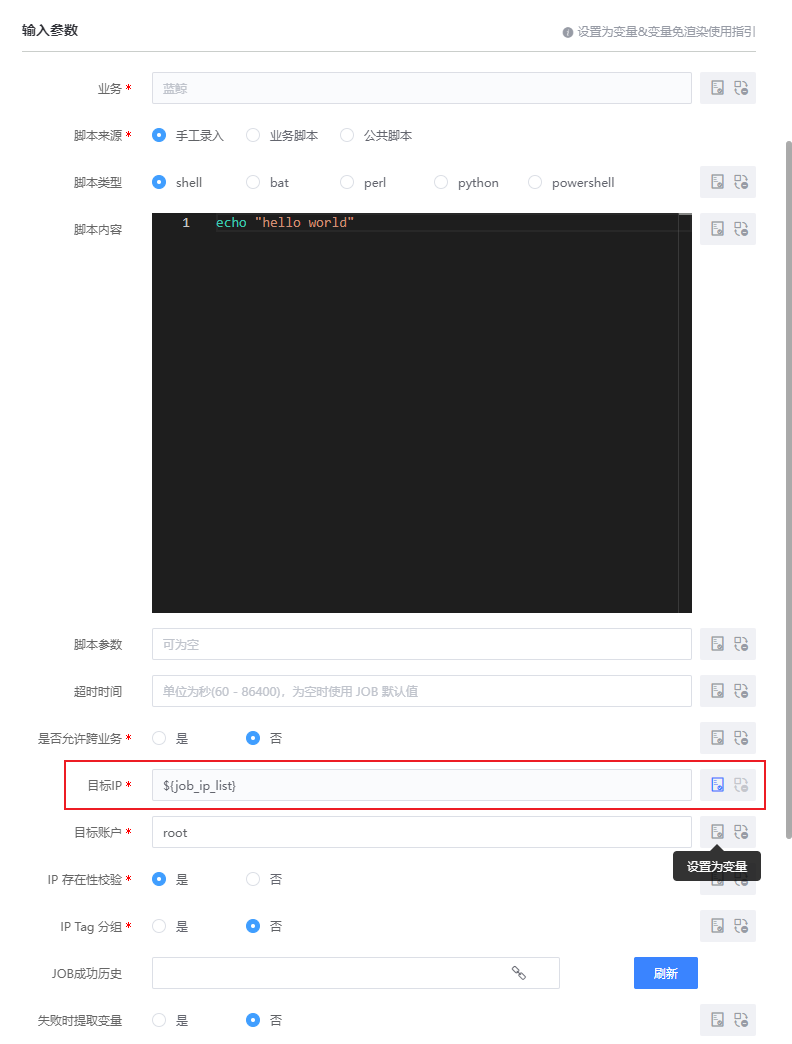 输入参数
设置为变量&变量免渲染使用指引
业务 *
蓝鲸
脚本来源 * 手工录入 业务脚本 公共脚本
脚本类型 shell bat perl python powershell
脚本内容
1 echo "hello world"
脚本参数
可为空
超时时间
单位为秒(60 - 86400)，为空时使用 JOB 默认值
是否允许跨业务 * 是 否
目标IP *
${job_ip_list}
目标账户 *
root
设置为变量
IP 存在性校验 * 是 否
IP Tag 分组 * 是 否
JOB成功历史
刷新
失败时提取变量 是 否